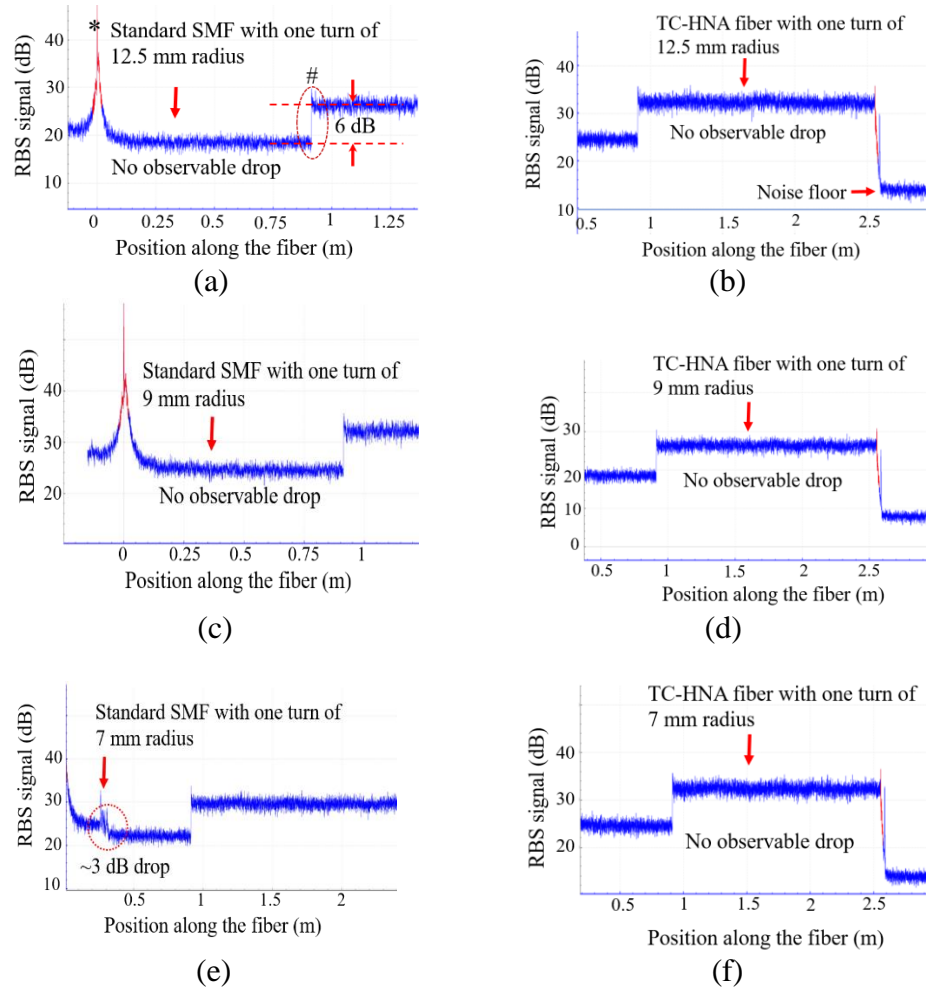 *
Standard SMF with one turn of
12.5 mm radius
#
6 dB
No observable drop
RBS signal (dB)
40
30
20
10
0
0.25
0.5
0.75
1
1.25
Position along the fiber (m)
(a)
TC-HNA fiber with one turn of
12.5 mm radius
No observable drop
Noise floor
RBS signal (dB)
40
30
20
10
0.5
1
1.5
2
2.5
Position along the fiber (m)
(b)
Standard SMF with one turn of
9 mm radius
No observable drop
RBS signal (dB)
40
30
20
0
0.25
0.5
0.75
1
Position along the fiber (m)
(c)
TC-HNA fiber with one turn of
9 mm radius
No observable drop
RBS signal (dB)
30
20
10
0
0.5
1
1.5
2
2.5
Position along the fiber (m)
(d)
Standard SMF with one turn of
7 mm radius
~3 dB drop
RBS signal (dB)
40
30
20
10
0.5
1
1.5
2
Position along the fiber (m)
(e)
TC-HNA fiber with one turn of
7 mm radius
No observable drop
RBS signal (dB)
40
30
20
10
0.5
1
1.5
2
2.5
Position along the fiber (m)
(f)